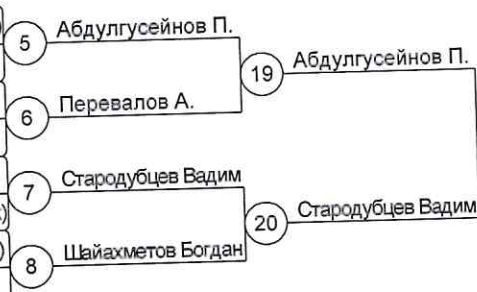 5 Абдулгусейнов П.
19 Абдулгусейнов П.
6 Перевалов А.
7 Стародубцев Вадим
20 Стародубцев Вадим
8 Шайахметов Богдан